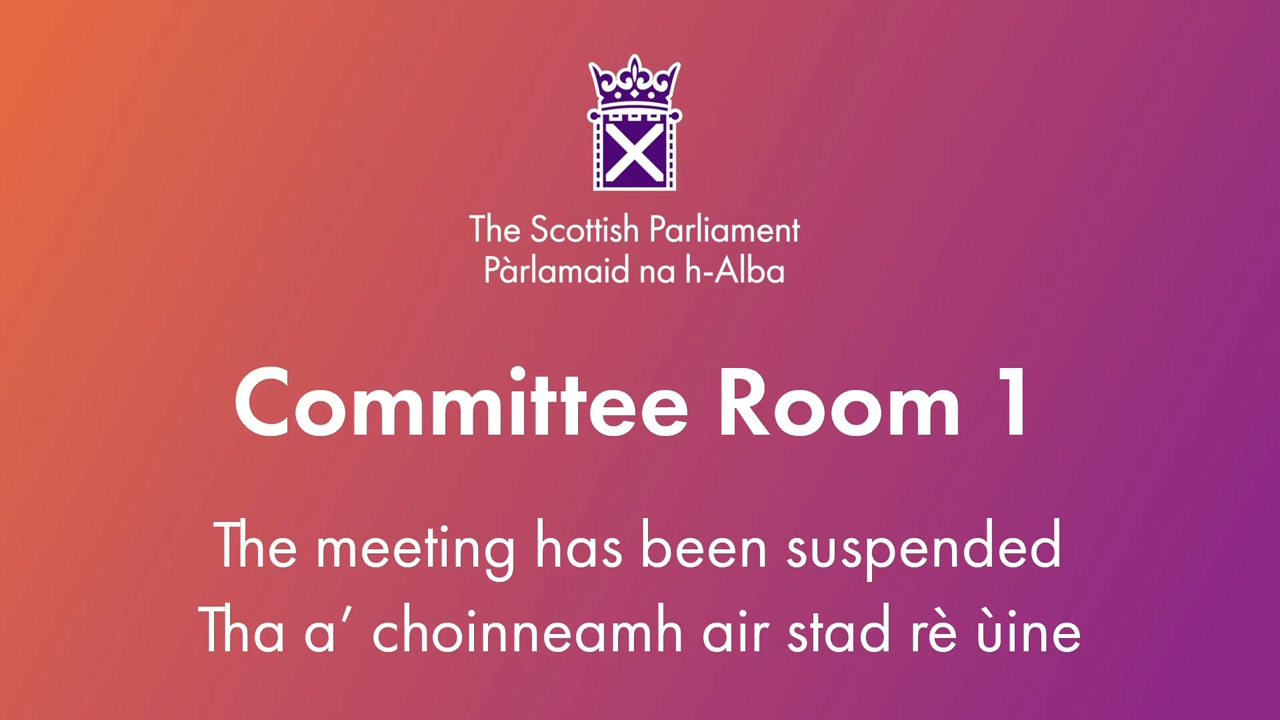 The Scottish Parliament
Pàrlamaid na h-Alba
Committee Room 1
The meeting has been suspended
Tha a’ choinneamh air stad rè ùine